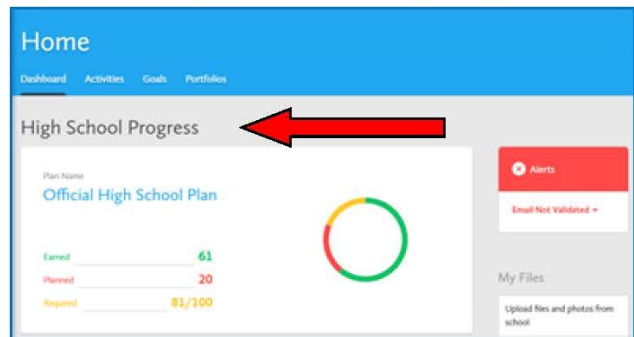 Home
Dashboard Activities Goals Portfolios
High School Progress
Plan Name
Official High School Plan
Earned 61
Planned 20
Required 81/100
Alerts
Email Not Validated
My Files
Upload files and photos from
school